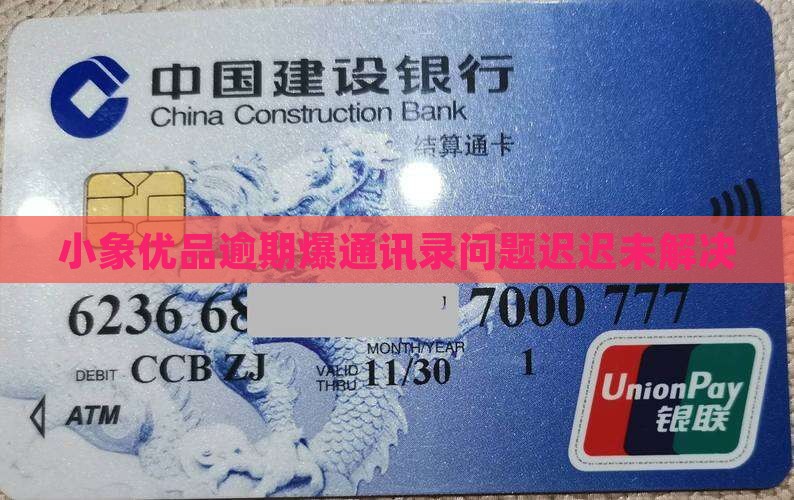 中国建设银行
China Construction Bank
结算通卡
小象优品逾期爆通讯录问题迟迟未解决
6236 68 7000 777
MONTH/YEAR
DEBIT CCB ZJ VALID THRU 11/30 1
ATM
UnionPay
银联